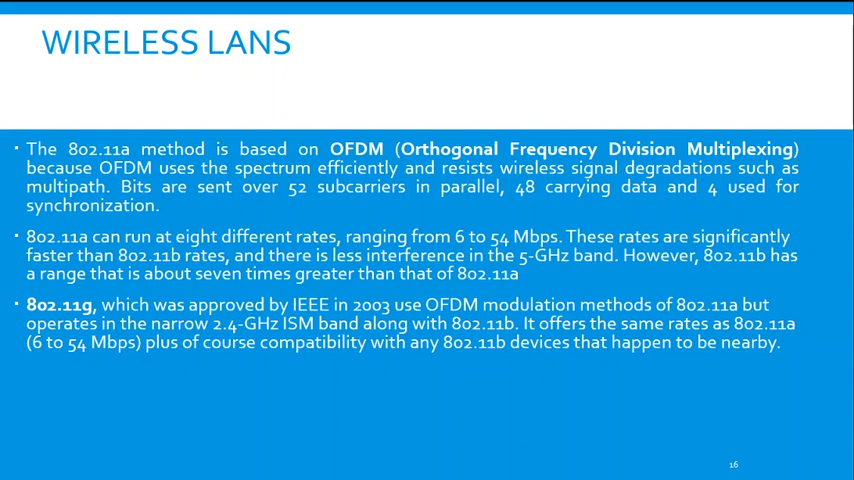 WIRELESS LANS
▪ The 802.11a method is based on OFDM (Orthogonal Frequency Division Multiplexing)
because OFDM uses the spectrum efficiently and resists wireless signal degradations such as
multipath. Bits are sent over 52 subcarriers in parallel, 48 carrying data and 4 used for
synchronization.
▪ 802.11a can run at eight different rates, ranging from 6 to 54 Mbps. These rates are significantly
faster than 802.11b rates, and there is less interference in the 5-GHz band. However, 802.11b has
a range that is about seven times greater than that of 802.11a
▪ 802.11g, which was approved by IEEE in 2003 use OFDM modulation methods of 802.11a but
operates in the narrow 2.4-GHz ISM band along with 802.11b. It offers the same rates as 802.11a
(6 to 54 Mbps) plus of course compatibility with any 802.11b devices that happen to be nearby.
16